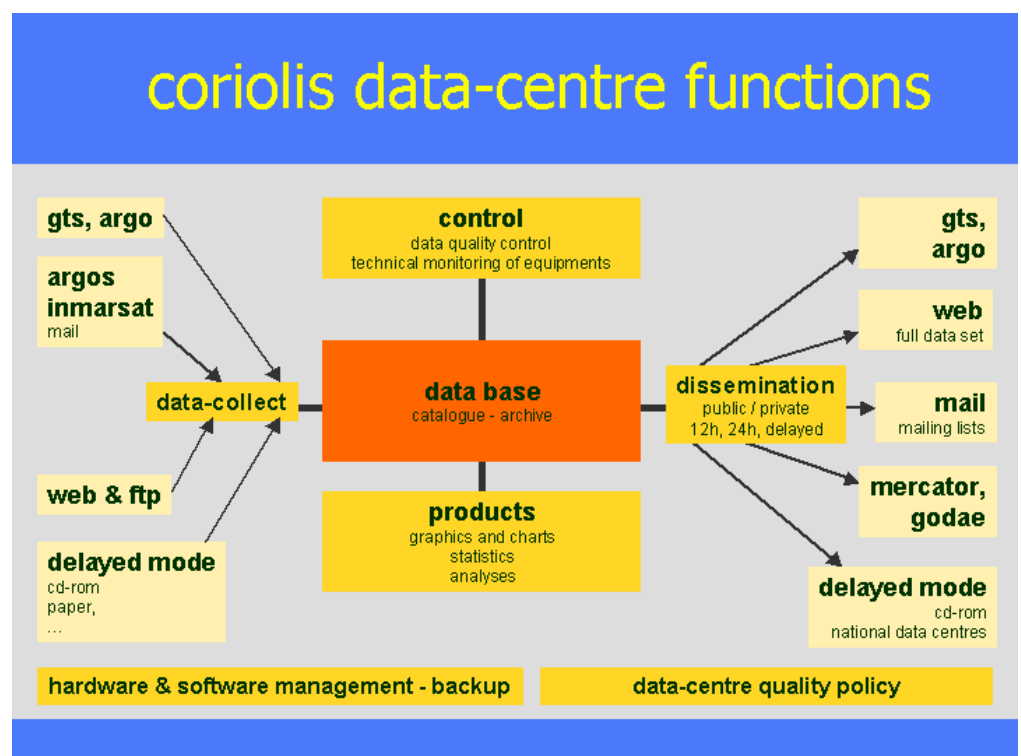 coriolis data-centre functions
gts, argo
argos
inmarsat
mail
data-collect
web & ftp
delayed mode
cd-rom
paper,
...
control
data quality control
technical monitoring of equipments
data base
catalogue - archive
products
graphics and charts
statistics
analyses
dissemination
public / private
12h, 24h, delayed
gts,
argo
web
full data set
mail
mailing lists
mercator,
godae
delayed mode
cd-rom
national data centres
hardware & software management - backup
data-centre quality policy